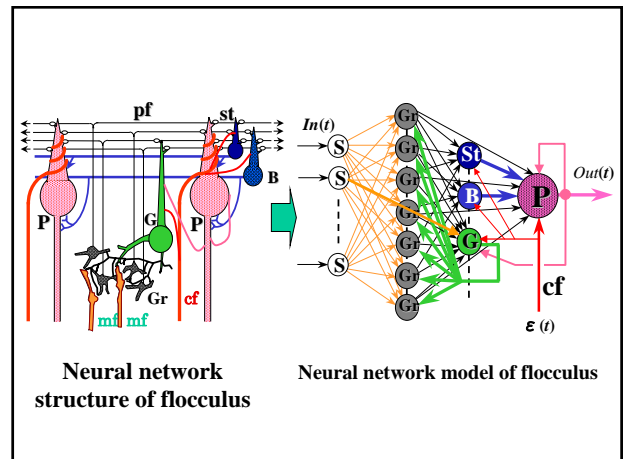 pf
st
B
P
G
P
Gr
cf
mf
mf
Neural network
structure of flocculus
In(t)
S
S
S
Gr
Gr
Gr
Gr
Gr
Gr
Gr
St
B
G
P
Out(t)
cf
ε (t)
Neural network model of flocculus